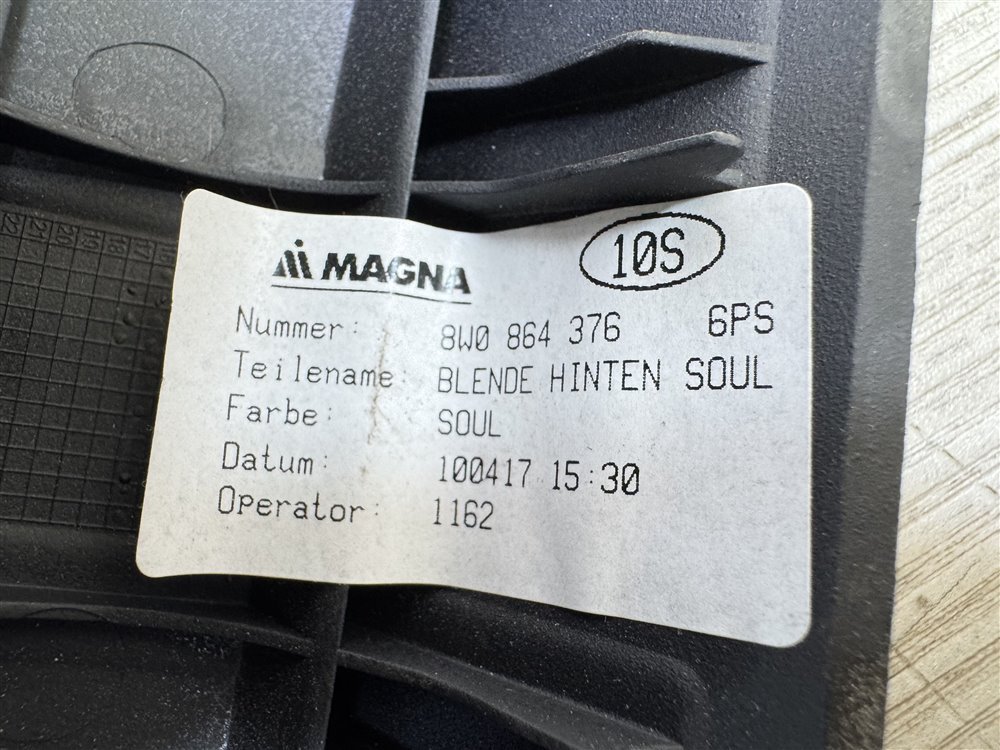 MAGNA 10S
Nummer: 8W0 864 376 6PS
Teilename: BLENDE HINTEN SOUL
Farbe: SOUL
Datum: 100417 15:30
Operator: 1162